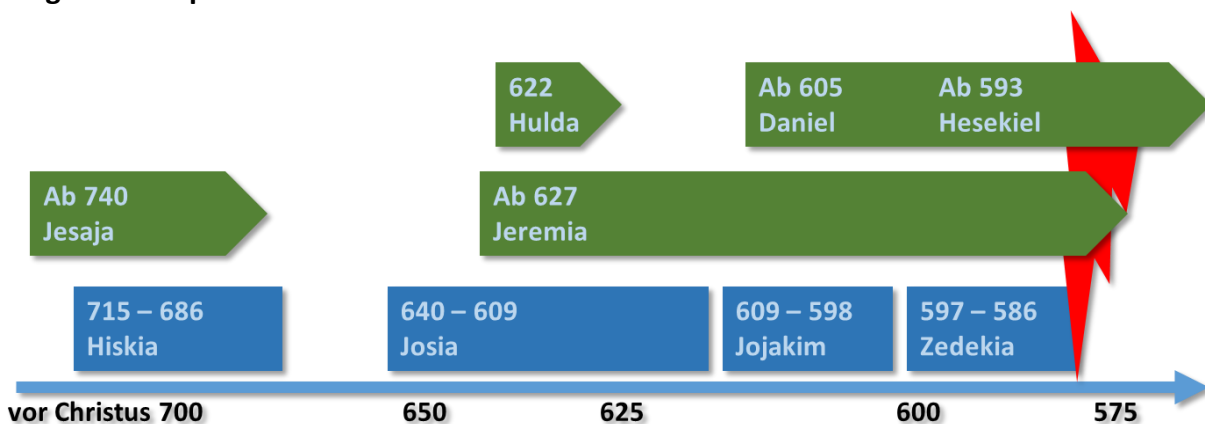 622
Hulda
Ab 605
Daniel
Ab 593
Hesekiel
Ab 740
Jesaja
Ab 627
Jeremia
715 – 686
Hiskia
640 – 609
Josia
609 – 598
Jojakim
597 – 586
Zedekia
vor Christus 700 650 625 600 575